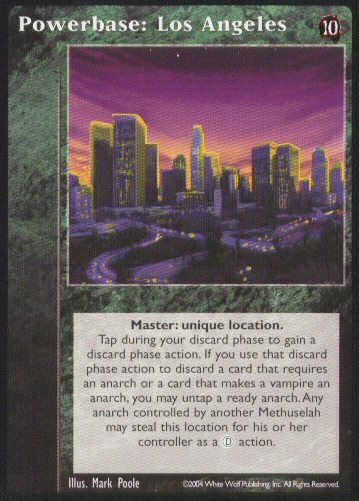 Powerbase: Los Angeles 10
Master: unique location.
Tap during your discard phase to gain a
discard phase action. If you use that discard
phase action to discard a card that requires
an anarch or a card that makes a vampire an
anarch, you may untap a ready anarch. Any
anarch controlled by another Methuselah
may steal this location for his or her
controller as a Ⓓ action.
Illus. Mark Poole ©2004 White Wolf Publishing, Inc. All Rights Reserved.